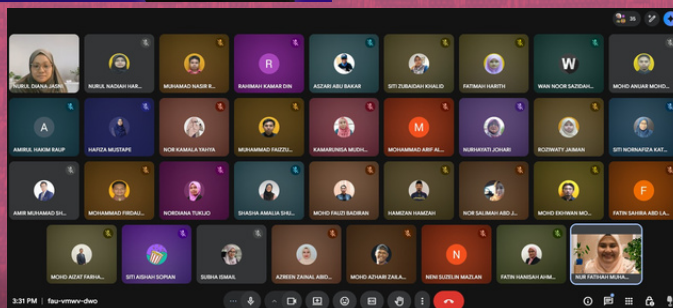 36
NURUL DIANA JASNI NURUL NADIAH HAR... MUHAMAD NASIR R... RAHIMAH KAMAR DIN ASZARI ABU BAKAR SITI ZUBAIDAH KHALID FATIMAH HARITH WAN NOOR SAZIDAH... MOHD ANUAR MOHD...
R W
AMIRUL HAKIM RAUP HAFIZA MUSTAPE NOR KAMALA YAHYA MUHAMMAD FAIZZU... KAMARUNISA MUDH... MOHAMMAD ARIF AL... NURHAYATI JOHARI ROZIWATY JAIMAN SITI NORNAFIZA KAT...
A M
AMIR MUHAMAD SH... MOHAMMAD FIRDAU... NORDIANA TUKIJO SHASHA AMALIA SHU... MOHD FAUZI BADIRAN HAMIZAN HAMZAH NOR SALIMAH ABD J... MOHD EKHWAN MO... FATIN SAHIRA ABD LA...
F
MOHD AIZAT FARHA... SITI AISHAH SOPIAN SUBHA ISMAIL AZREEN ZAINAL ABID... MOHD AZHARI ZAILA... NENI SUZELIN MAZLAN FATIN HANISAH AHM... NUR FATIHAH MUHA...
N
3:31 PM | fau-vmwv-dwo